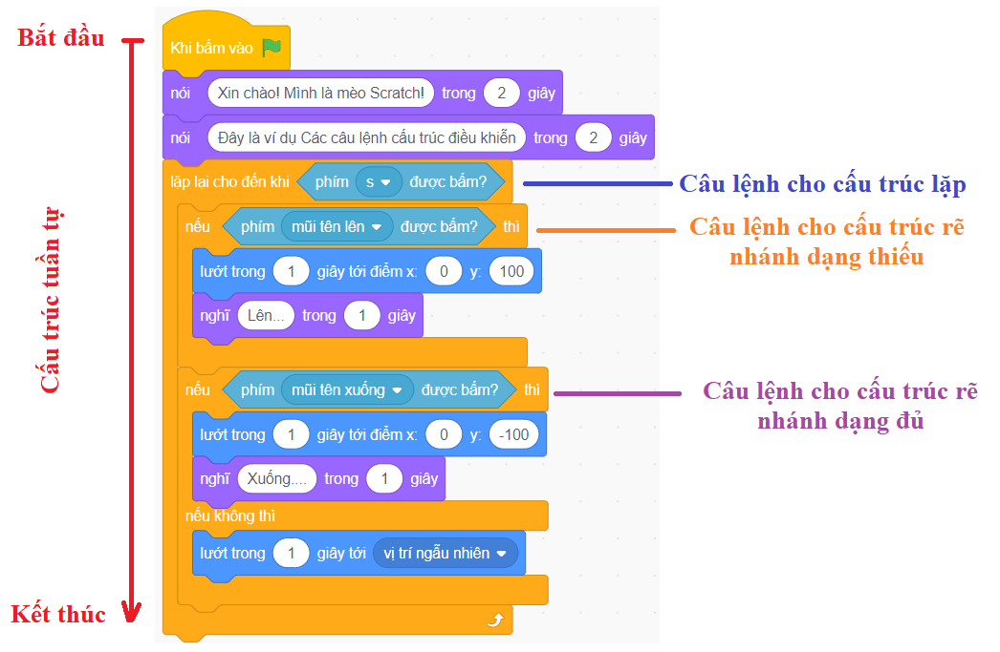 Bắt đầu
Khi bấm vào
nói Xin chào! Mình là mèo Scratch! trong 2 giây
nói Đây là ví dụ Các câu lệnh cấu trúc điều khiễn trong 2 giây
lặp lại cho đến khi phím s được bấm?
Câu lệnh cho cấu trúc lặp
nếu phím mũi tên lên được bấm? thì
Câu lệnh cho cấu trúc rẽ
nhánh dạng thiếu
lướt trong 1 giây tới điểm x: 0 y: 100
nghĩ Lên... trong 1 giây
Cấu trúc tuần tự
nếu phím mũi tên xuống được bấm? thì
Câu lệnh cho cấu trúc rẽ
nhánh dạng đủ
lướt trong 1 giây tới điểm x: 0 y: -100
nghĩ Xuống.... trong 1 giây
nếu không thì
lướt trong 1 giây tới vị trí ngẫu nhiên
Kết thúc